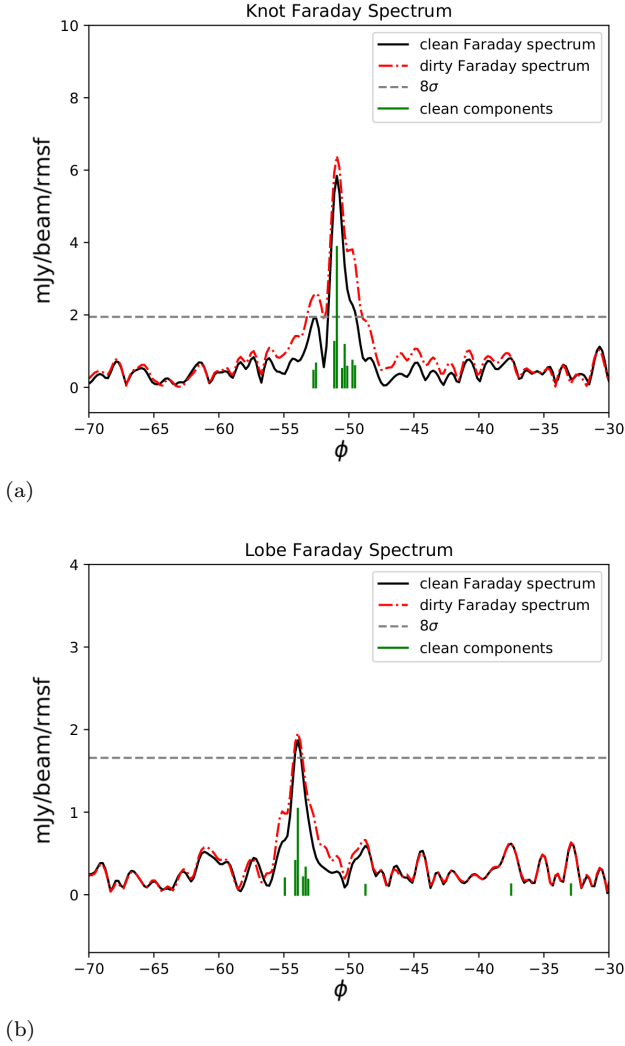 Knot Faraday Spectrum
10
8
6
4
2
0
mJy/beam/rmsf
clean Faraday spectrum
dirty Faraday spectrum
8σ
clean components
−70 −65 −60 −55 −50 −45 −40 −35 −30
ϕ
(a)
Lobe Faraday Spectrum
4
3
2
1
0
mJy/beam/rmsf
clean Faraday spectrum
dirty Faraday spectrum
8σ
clean components
−70 −65 −60 −55 −50 −45 −40 −35 −30
ϕ
(b)